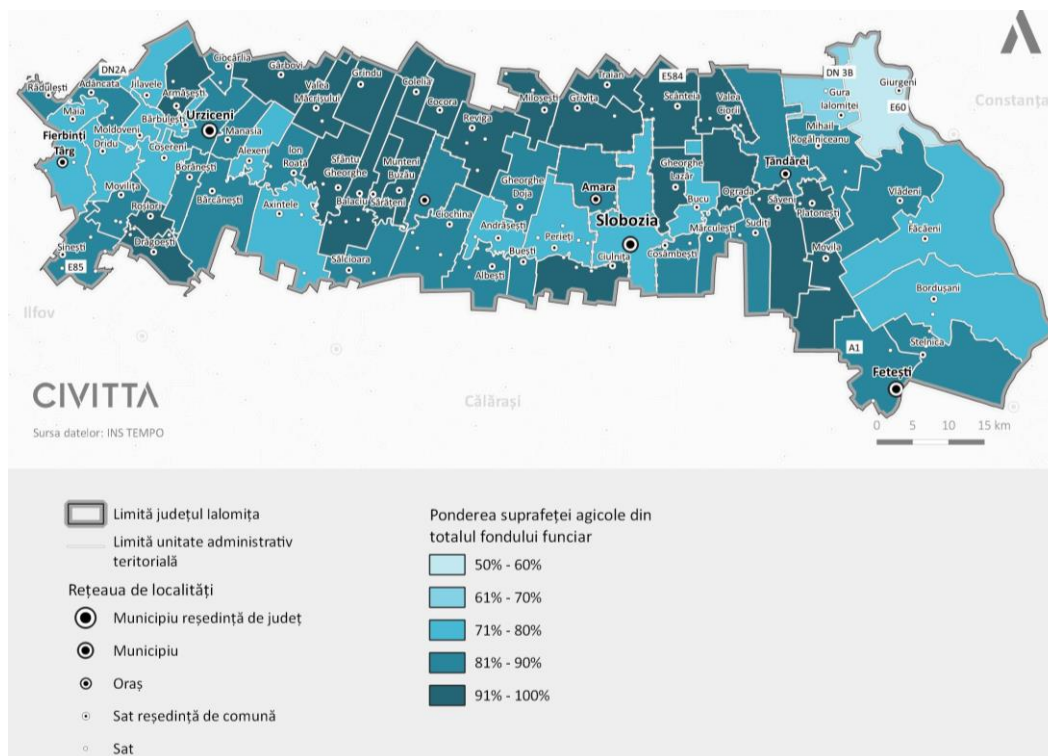 Ciocârlia
DN2A
Gârbovi
Grindu
Colelia
Traian
E584
DN 3B
Giurgeni
Rădulești
Adâncata
Jilavele
Armășești
Valea
Măcrișului
Cocora
Miloșești
Grivița
Scânteia
Valea
Ciorii
Gura
Ialomiței
E60
Constanța
Maia
Bărbulești
Urziceni
Reviga
Mihail
Kogălniceanu
Fierbinți
Târg
Moldoveni
Dridu
Manasia
Coșereni
Alexeni
Ion
Roată
Sfântu
Gheorghe
Munteni
Buzău
Gheorghe
Lazăr
Țăndărei
Borănești
Gheorghe
Doja
Amara
Movilița
Bărcănești
Balaciu
Sărățeni
Bucu
Ograda
Vlădeni
Roșiori
Axintele
Ciochina
Slobozia
Săveni
Platonești
Andrășești
Mărculești
Sudiți
Făcăeni
Drăgoești
Perieți
Sinești
Buești
Cosâmbești
Movila
E85
Sălcioara
Albești
Ciulnița
Bordușani
Ilfov
A1
Stelnica
Fetești
CIVITTA
Călărași
Sursa datelor: INS TEMPO
0 5 10 15 km
Limită județul Ialomița
Limită unitate administrativ
teritorială
Rețeaua de localități
Municipiu reședință de județ
Municipiu
Oraș
Sat reședință de comună
Sat
Ponderea suprafeței agicole din
totalul fondului funciar
50% - 60%
61% - 70%
71% - 80%
81% - 90%
91% - 100%